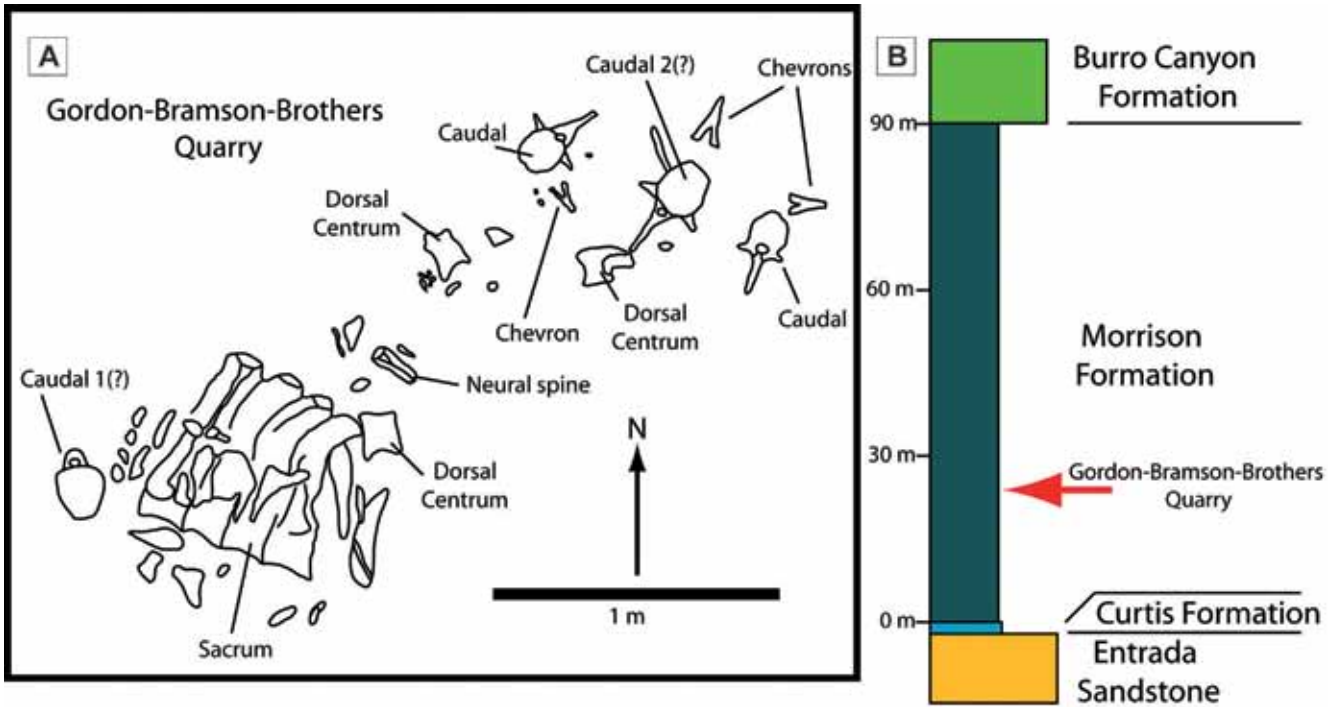 A
Gordon-Bramson-Brothers
Quarry
Caudal
Caudal 2(?)
Chevrons
Dorsal
Centrum
Chevron
Dorsal
Centrum
Caudal
Caudal 1(?)
Neural spine
Dorsal
Centrum
N
1 m
Sacrum
B
Burro Canyon
Formation
90 m
60 m
Morrison
Formation
30 m
Gordon-Bramson-Brothers
Quarry
0 m
Curtis Formation
Entrada
Sandstone